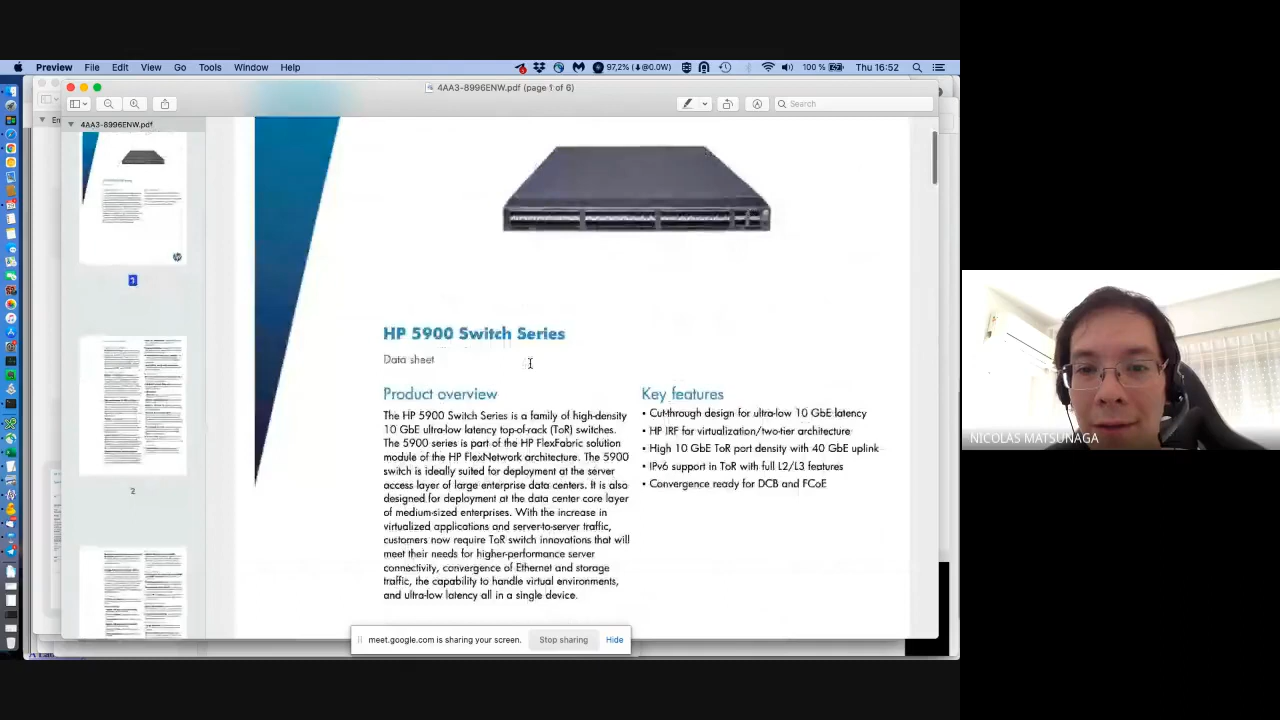 Preview File Edit View Go Tools Window Help
97,2% (⬇@0.0W) 100 % Thu 16:52
4AA3-8996ENW.pdf (page 1 of 6)
Search
4AA3-8996ENW.pdf
1
2
HP 5900 Switch Series
Data sheet
Product overview
The HP 5900 Switch Series is a family of high-density
10 GbE ultra-low latency top-of-rack (ToR) switches.
The 5900 series is part of the HP FlexFabric solution
module of the HP FlexNetwork architecture. The 5900
switch is ideally suited for deployment at the server
access layer of large enterprise data centers. It is also
designed for deployment at the data center core layer
of medium-sized enterprises. With the increase in
virtualized applications and server-to-server traffic,
customers now require ToR switch innovations that will
meet their needs for higher-performance server
connectivity, convergence of Ethernet and storage
traffic, the capability to handle virtual environments,
and ultra-low latency all in a single device.
Key features
• Cut-through design for ultra-low GbE latency
• HP IRF for virtualization/two-tier architecture
• High 10 GbE ToR port density with 40 GbE uplink
• IPv6 support in ToR with full L2/L3 features
• Convergence ready for DCB and FCoE
meet.google.com is sharing your screen. Stop sharing Hide
NICOLAS MATSUNAGA